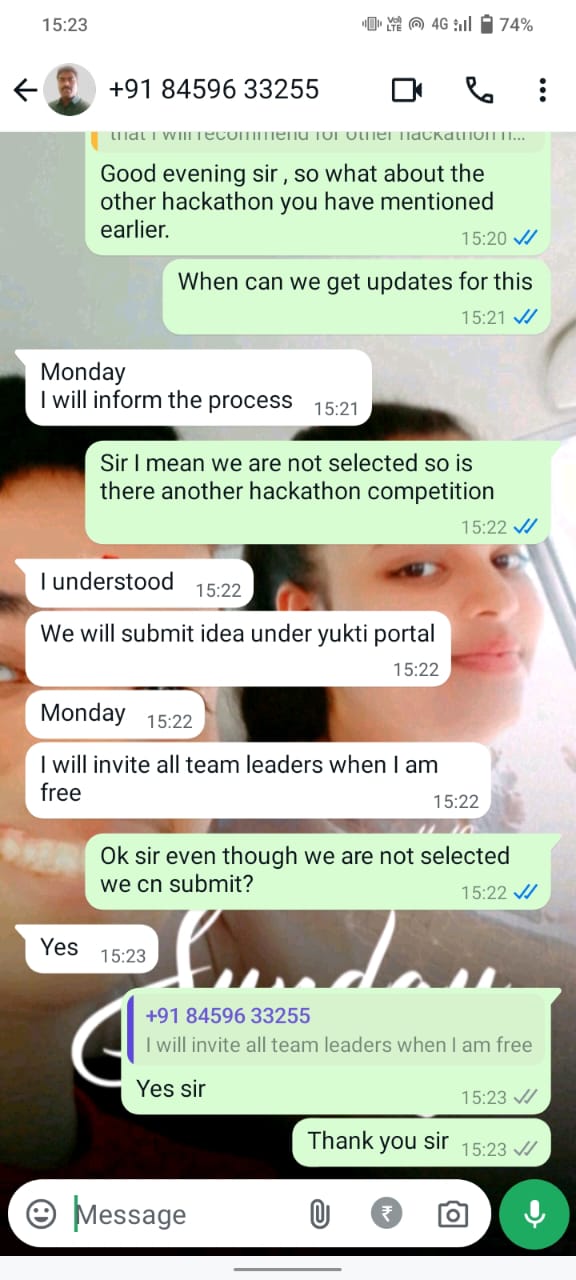 15:23
Vo)
LTE
4G
74%
+91 84596 33255
that I will recommend for other hackathon n...
Good evening sir , so what about the
other hackathon you have mentioned
earlier.
15:20
When can we get updates for this
15:21
Monday
I will inform the process
15:21
Sir I mean we are not selected so is
there another hackathon competition
15:22
I understood
15:22
We will submit idea under yukti portal
15:22
Monday
15:22
I will invite all team leaders when I am
free
15:22
Ok sir even though we are not selected
we cn submit?
15:22
Yes
15:23
Sunday
+91 84596 33255
I will invite all team leaders when I am free
Yes sir
15:23
Thank you sir
15:23
Message
₹